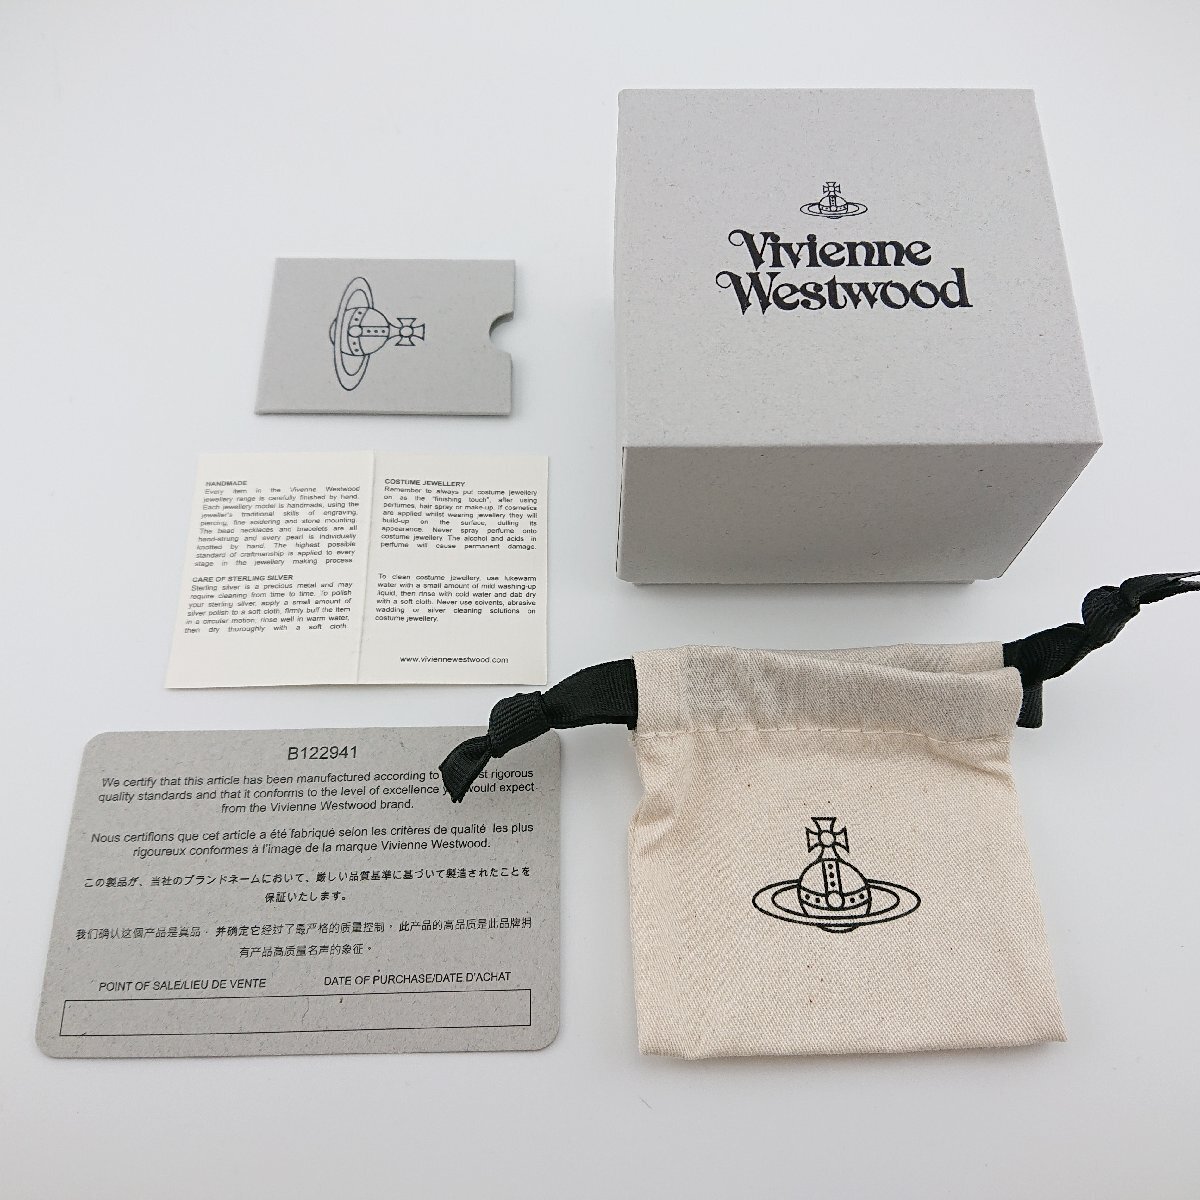 Vivienne
Westwood
HANDMADE
Every item in the Vivenne Westwood
jewellery range is carefully finished by hand.
Each jewellery model is handmade, using the
jeweller's traditional skills of engraving,
piercing, fine soldering and stone mounting.
The bead necklaces and bracelets are all
hand-strung and every pearl is individually
knotted by hand. The highest possible
standard of craftmanship is applied to every
stage in the jewellery making process
CARE OF STERLING SILVER
Sterling silver is a precious metal and may
require cleaning from time to time. To polish
your sterling silver, apply a small amount of
silver polish to a soft cloth, firmly buff the item
in a circular motion, rinse well in warm water,
then dry thoroughly with a soft cloth.
COSTUME JEWELLERY
Remember to always put costume jewellery
on as the "finishing touch", after using
perfumes, hair spray or make-up. If cosmetics
are applied whilst wearing jewellery they will
build-up on the surface, dulling its
appearance. Never spray perfume onto
costume jewellery. The alcohol and acids in
perfume will cause permanent damage.
To clean costume jewellery, use lukewarm
water with a small amount of mild washing-up
liquid, then rinse with cold water and dab dry
with a soft cloth. Never use solvents, abrasive
wadding or silver cleaning solutions on
costume jewellery.
www.viviennewestwood.com
B122941
We certify that this article has been manufactured according to rigorous
quality standards and that it conforms to the level of excellence would expect
from the Vivienne Westwood brand.
Nous certifions que cet article a été fabriqué selon les critères de qualité les plus
rigoureux conformes à l'image de la marque Vivienne Westwood.
この製品が、当社のブランドネームにおいて、厳しい品質基準に基づいて製造されたことを
保証いたします。
我们确认这個产品是真品，并确定它经过了最严格的质量控制，此产品的高品质是此品牌拥
有产品高质量名声的象征。
POINT OF SALE/LIEU DE VENTE
DATE OF PURCHASE/DATE D'ACHAT